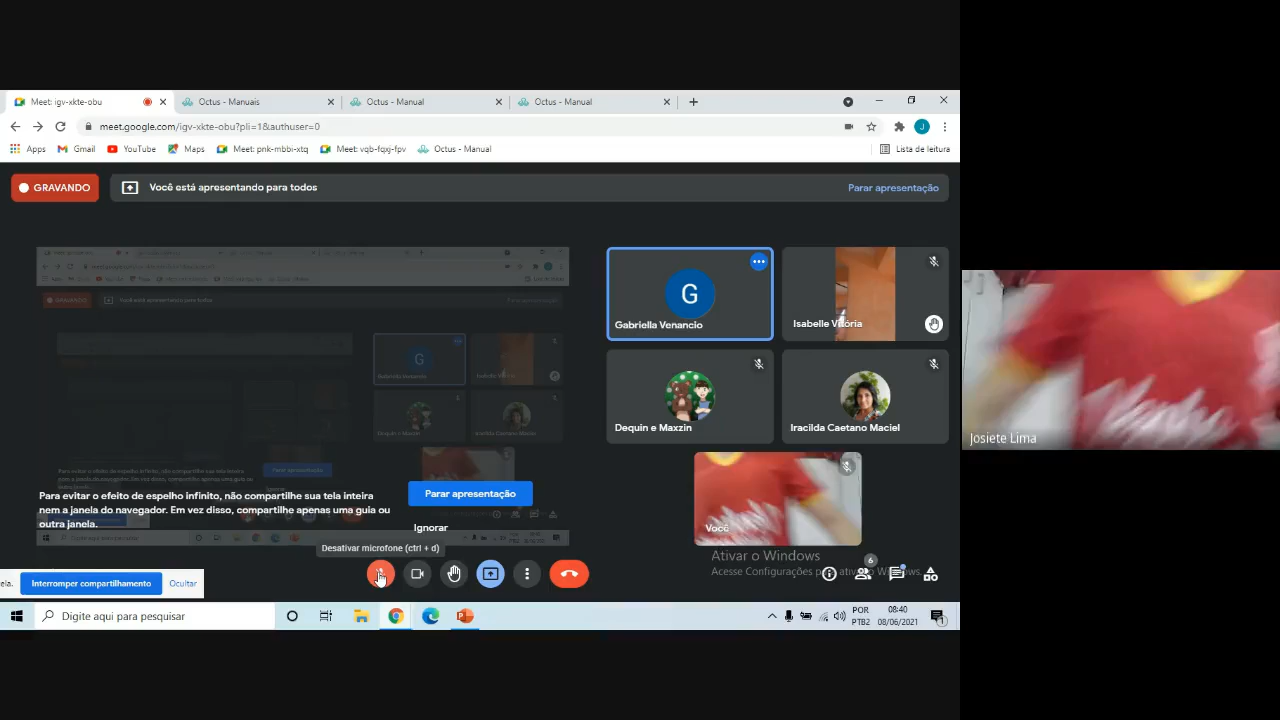 Meet: igv-xkte-obu
Octus - Manuais
Octus - Manual
Octus - Manual
meet.google.com/igv-xkte-obu?pli=1&authuser=0
Apps
Gmail
YouTube
Maps
Meet: pnk-mbbi-xtq
Meet: vqb-fqxj-fpv
Octus - Manual
Lista de leitura
GRAVANDO
Você está apresentando para todos
Parar apresentação
G
Gabriella Venancio
Isabelle Vitória
Dequin e Maxzin
Iracilda Caetano Maciel
Josiete Lima
Você
Para evitar o efeito de espelho infinito, não compartilhe sua tela inteira
nem a janela do navegador. Em vez disso, compartilhe apenas uma guia ou
outra janela.
Parar apresentação
Ignorar
Desativar microfone (ctrl + d)
Ativar o Windows
Acesse Configurações para ativar o Windows.
6
ela.
Interromper compartilhamento
Ocultar
Digite aqui para pesquisar
POR
PTB2
08:40
08/06/2021
1